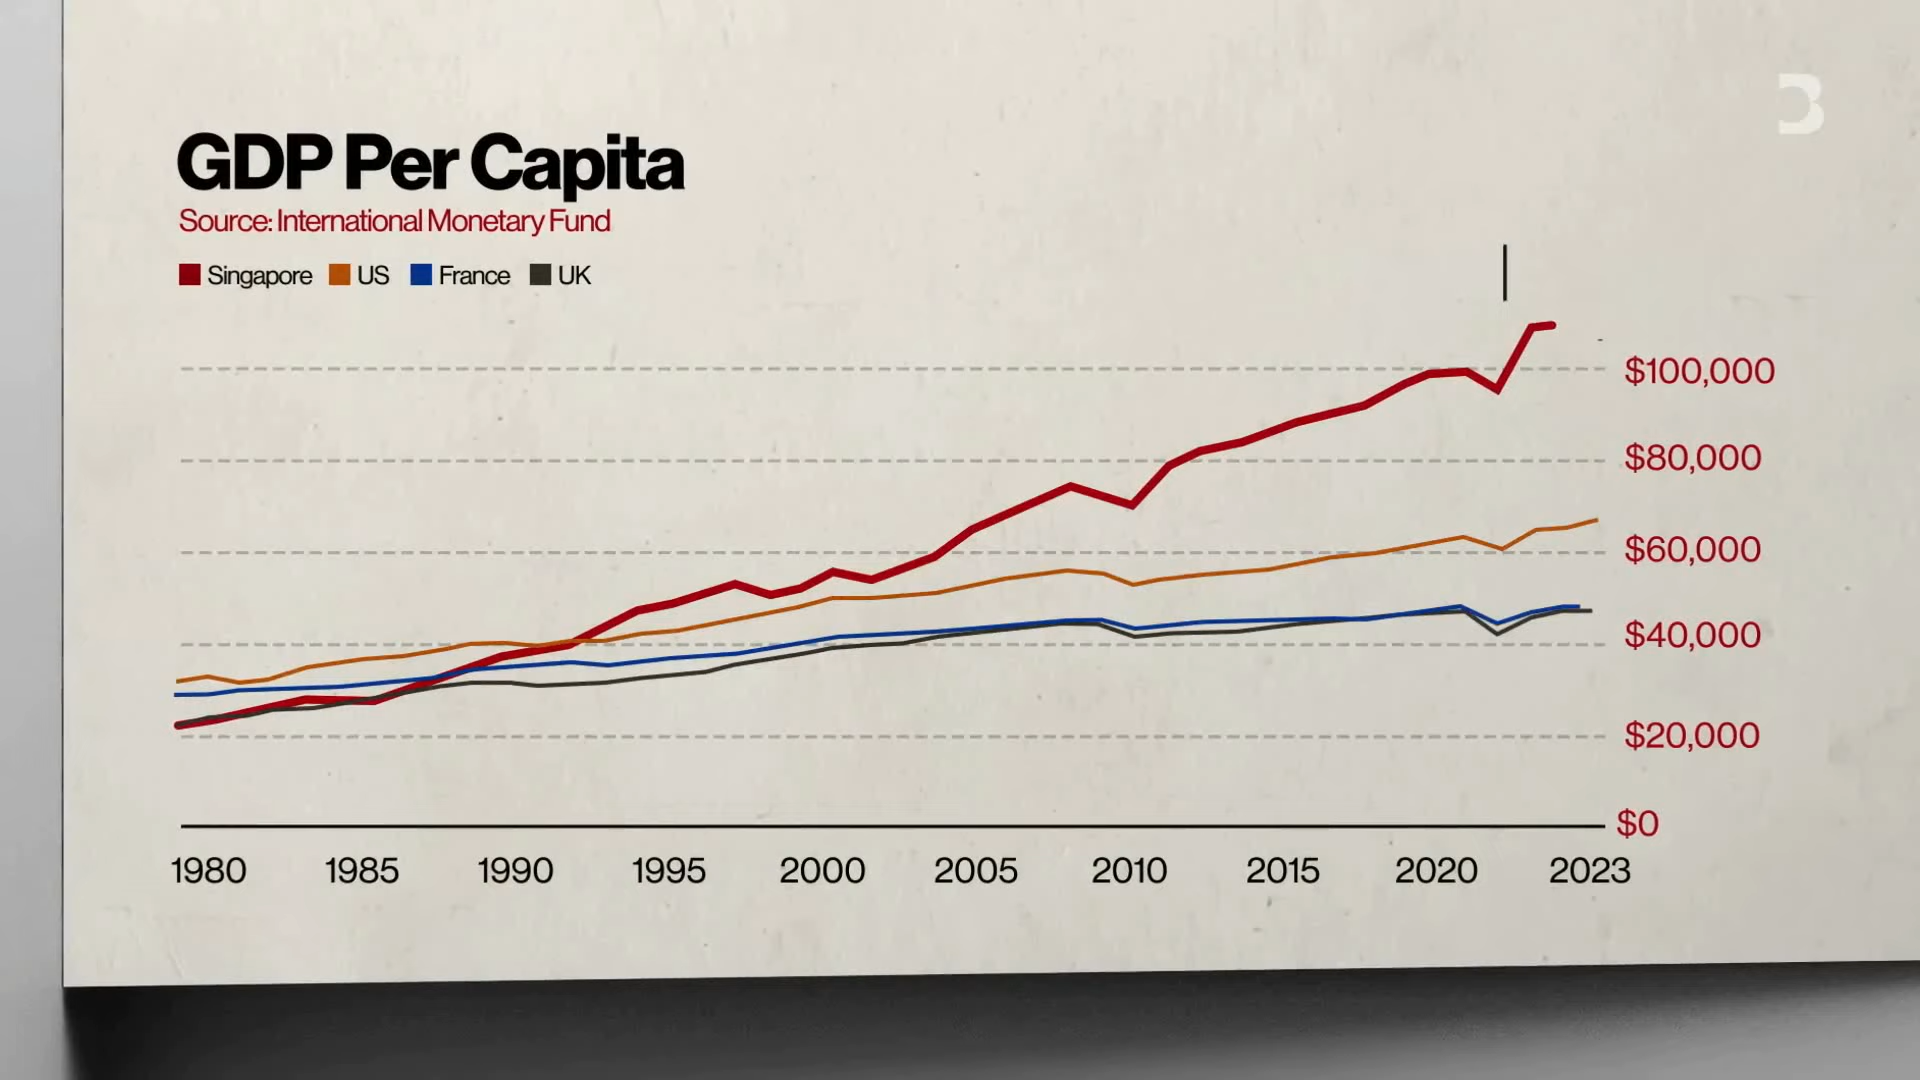 GDP Per Capita
Source: International Monetary Fund
Singapore US France UK
$100,000
$80,000
$60,000
$40,000
$20,000
$0
1980 1985 1990 1995 2000 2005 2010 2015 2020 2023